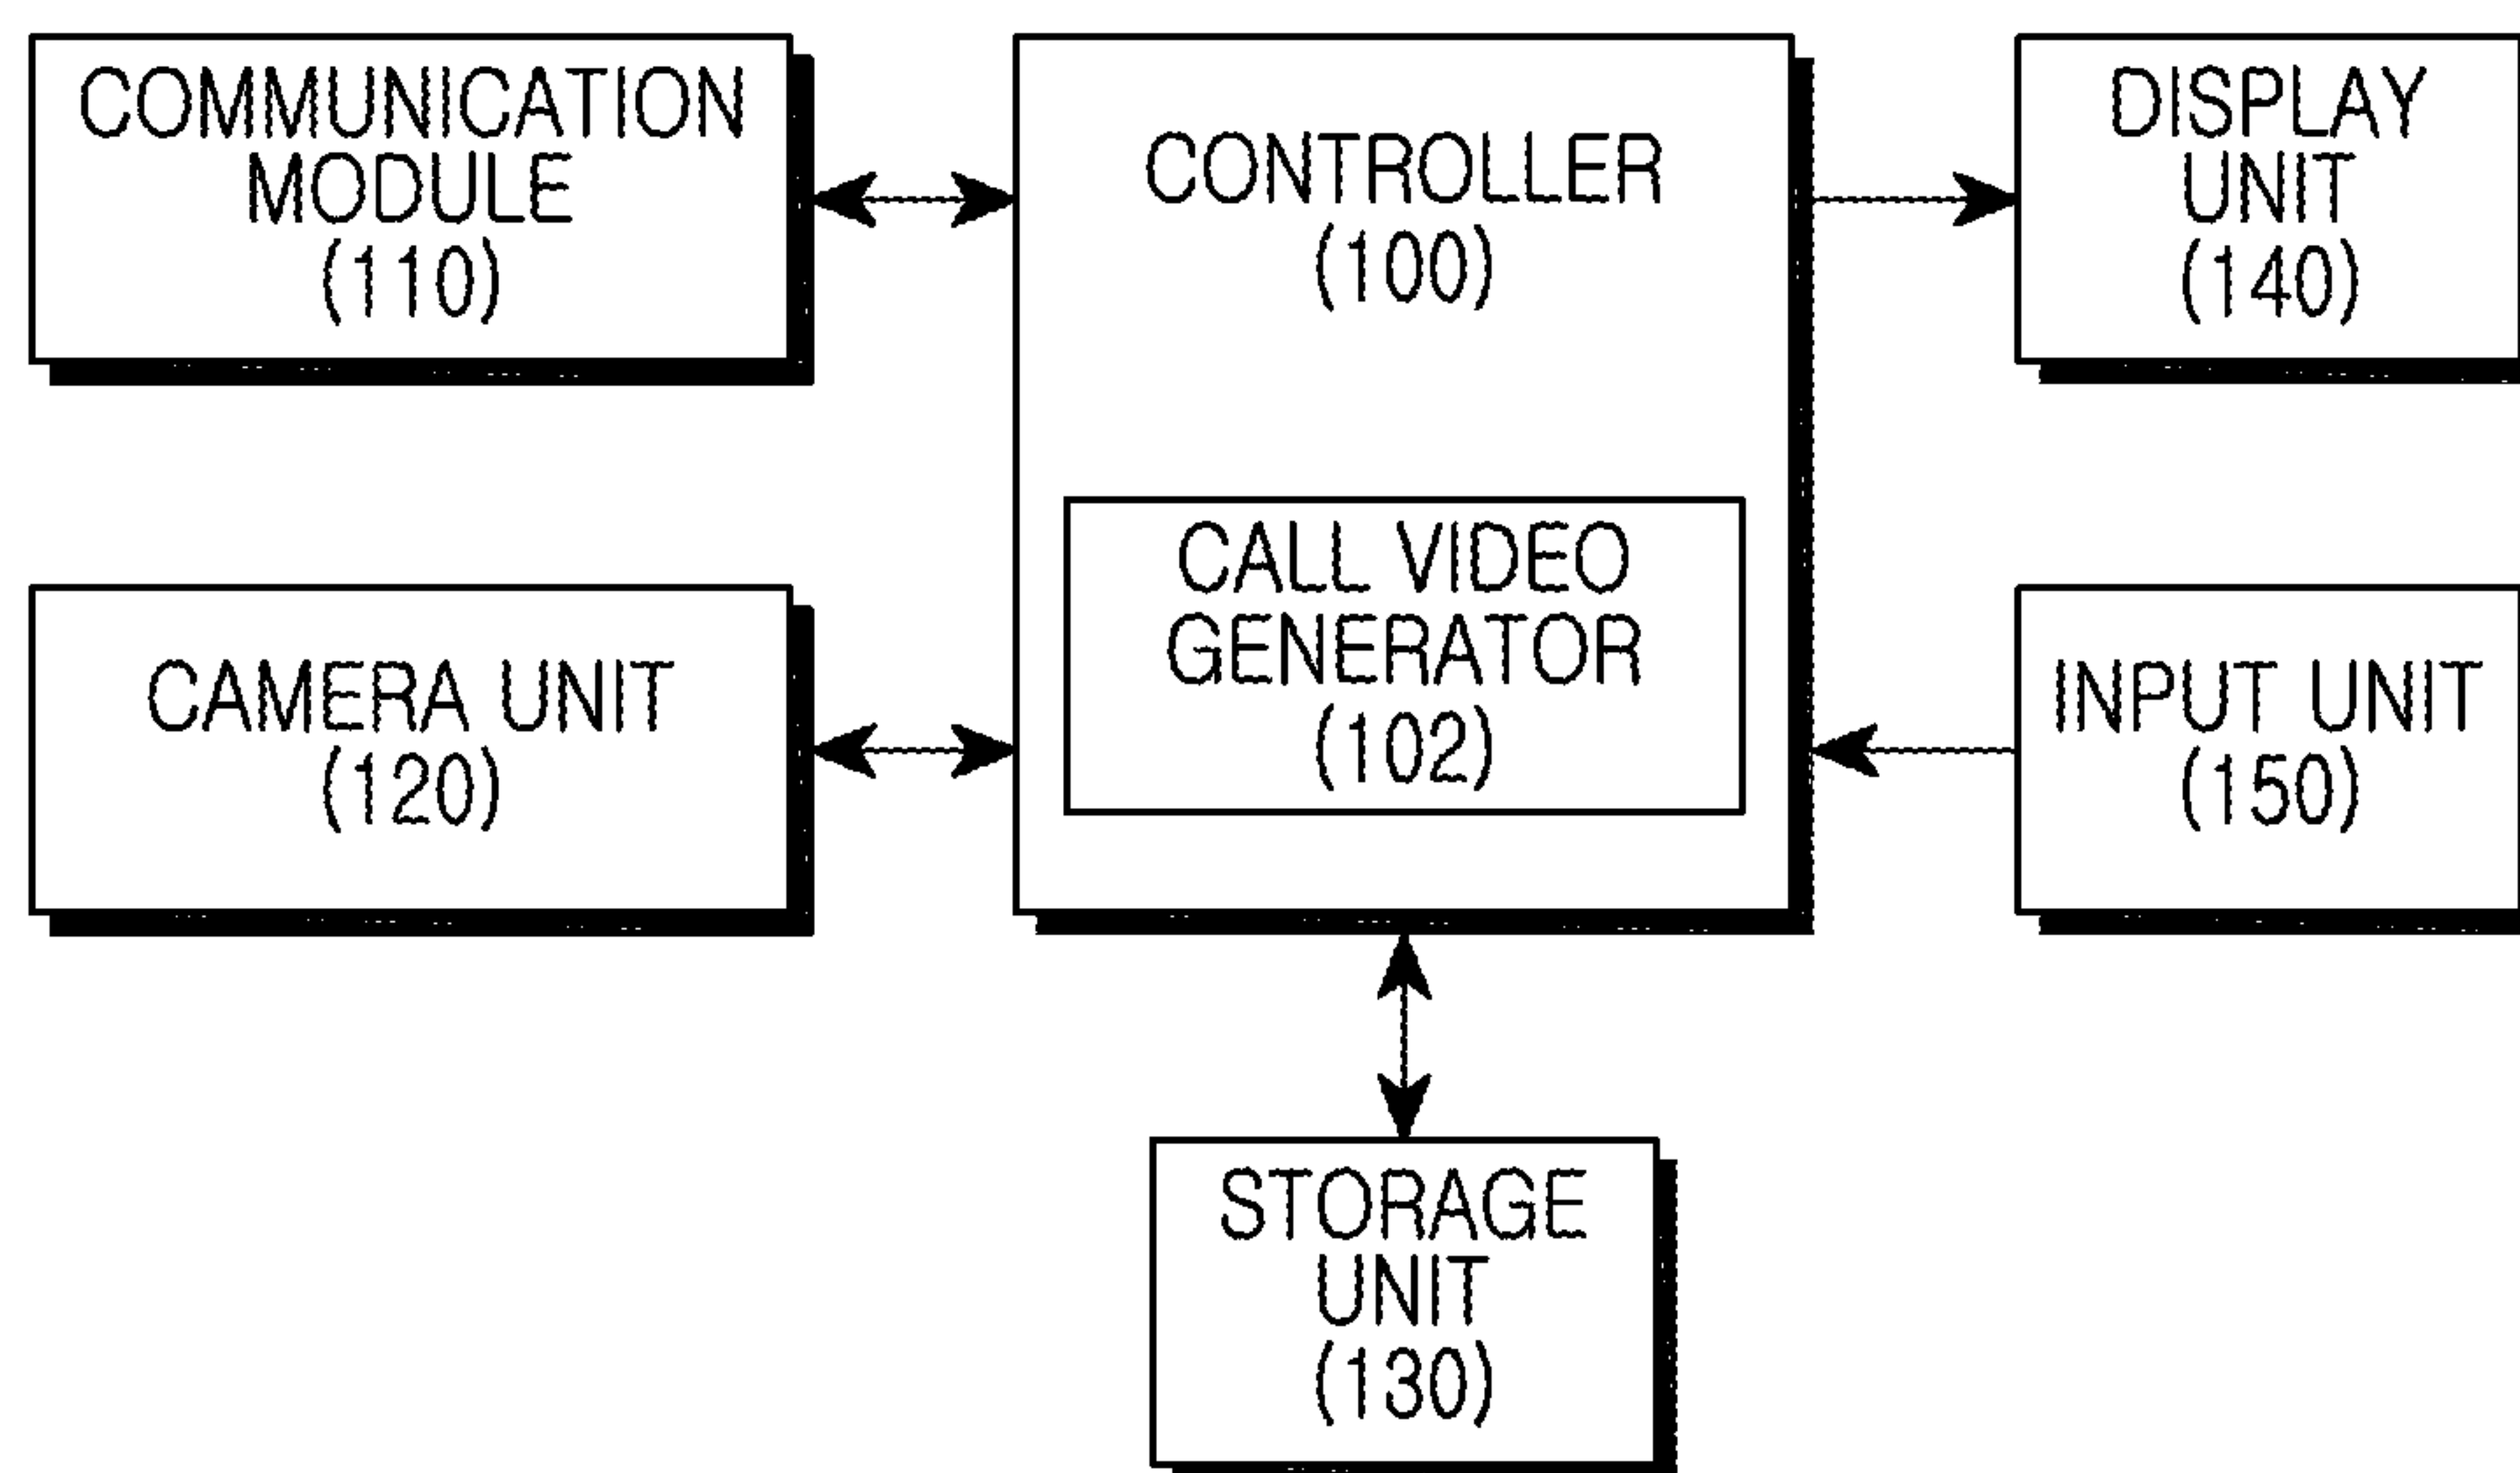 COMMUNICATION
MODULE
(110)
CONTROLLER
(100)
DISPLAY
UNIT
(140)
CALL VIDEO
GENERATOR
(102)
CAMERA UNIT
(120)
INPUT UNIT
(150)
STORAGE
UNIT
(130)